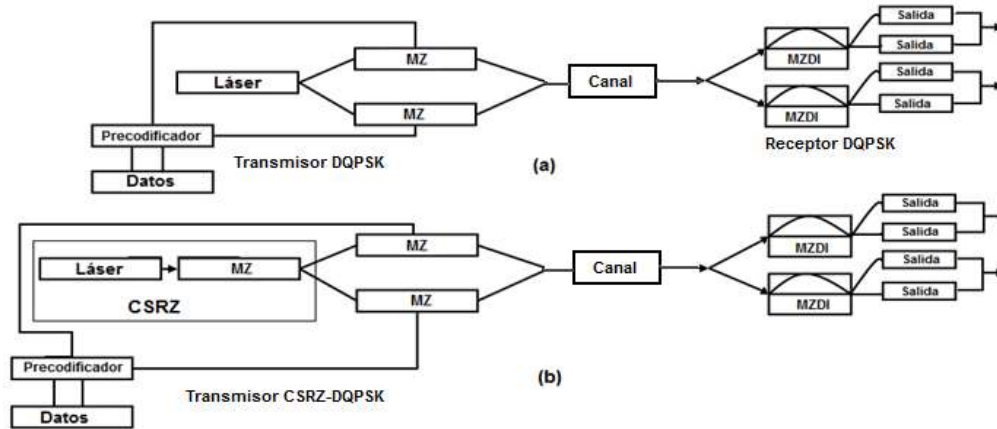 Salida
MZ
MZDI
Salida
Láser
Canal
Salida
MZ
MZDI
Salida
Precodificador
Transmisor DQPSK
Receptor DQPSK
Datos
(a)
Salida
MZ
MZDI
Salida
Láser
MZ
Canal
Salida
CSRZ
MZ
MZDI
Salida
Precodificador
Transmisor CSRZ-DQPSK
(b)
Datos